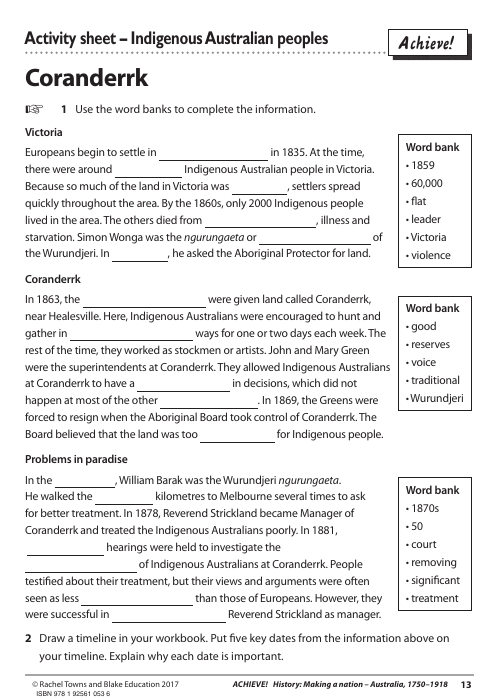 Activity sheet – Indigenous Australian peoples
Achieve!
Coranderrk
1 Use the word banks to complete the information.
Victoria
Europeans begin to settle in ____________________ in 1835. At the time,
there were around ____________ Indigenous Australian people in Victoria.
Because so much of the land in Victoria was __________, settlers spread
quickly throughout the area. By the 1860s, only 2000 Indigenous people
lived in the area. The others died from ____________________, illness and
starvation. Simon Wonga was the ngurungaeta or ____________________ of
the Wurundjeri. In __________, he asked the Aboriginal Protector for land.
Word bank
• 1859
• 60,000
• flat
• leader
• Victoria
• violence
Coranderrk
In 1863, the ______________________ were given land called Coranderrk,
near Healesville. Here, Indigenous Australians were encouraged to hunt and
gather in ______________________ ways for one or two days each week. The
rest of the time, they worked as stockmen or artists. John and Mary Green
were the superintendents at Coranderrk. They allowed Indigenous Australians
at Coranderrk to have a ________________ in decisions, which did not
happen at most of the other ________________. In 1869, the Greens were
forced to resign when the Aboriginal Board took control of Coranderrk. The
Board believed that the land was too ____________ for Indigenous people.
Word bank
• good
• reserves
• voice
• traditional
• Wurundjeri
Problems in paradise
In the __________, William Barak was the Wurundjeri ngurungaeta.
He walked the __________ kilometres to Melbourne several times to ask
for better treatment. In 1878, Reverend Strickland became Manager of
Coranderrk and treated the Indigenous Australians poorly. In 1881,
______________ hearings were held to investigate the
____________________ of Indigenous Australians at Coranderrk. People
testified about their treatment, but their views and arguments were often
seen as less ____________________ than those of Europeans. However, they
were successful in ____________________ Reverend Strickland as manager.
Word bank
• 1870s
• 50
• court
• removing
• significant
• treatment
2 Draw a timeline in your workbook. Put five key dates from the information above on
your timeline. Explain why each date is important.
© Rachel Towns and Blake Education 2017
ISBN 978 1 92561 053 6
ACHIEVE! History: Making a nation – Australia, 1750–1918 13